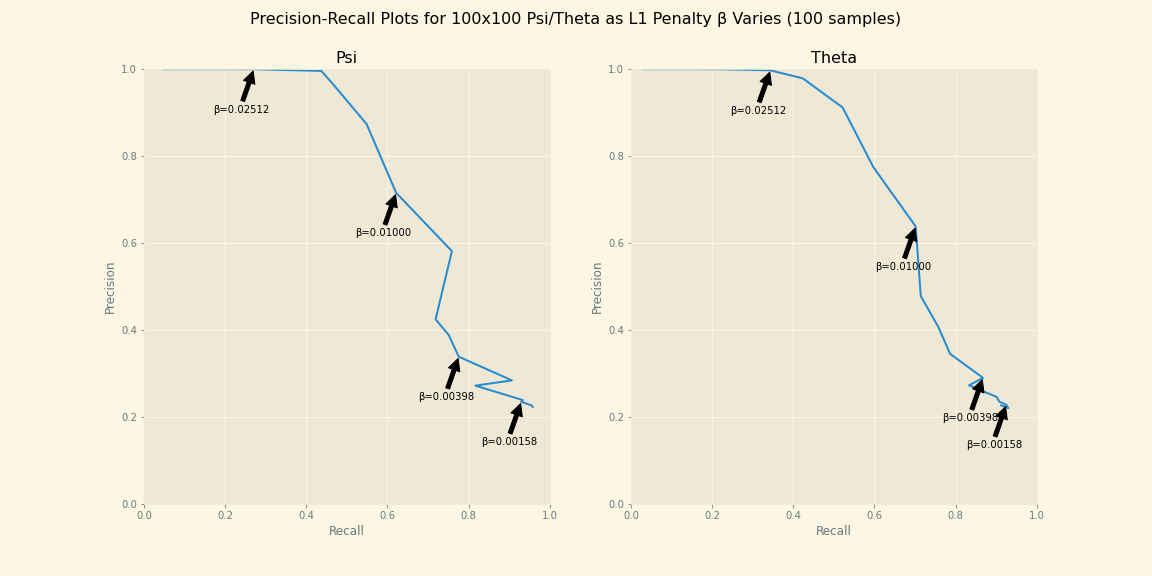 Precision-Recall Plots for 100x100 Psi/Theta as L1 Penalty β Varies (100 samples)
Psi
1.0
0.8
0.6
0.4
0.2
0.0
Precision
β=0.02512
β=0.01000
β=0.00398
β=0.00158
0.0 0.2 0.4 0.6 0.8 1.0
Recall
Theta
1.0
0.8
0.6
0.4
0.2
0.0
Precision
β=0.02512
β=0.01000
β=0.00398
β=0.00158
0.0 0.2 0.4 0.6 0.8 1.0
Recall